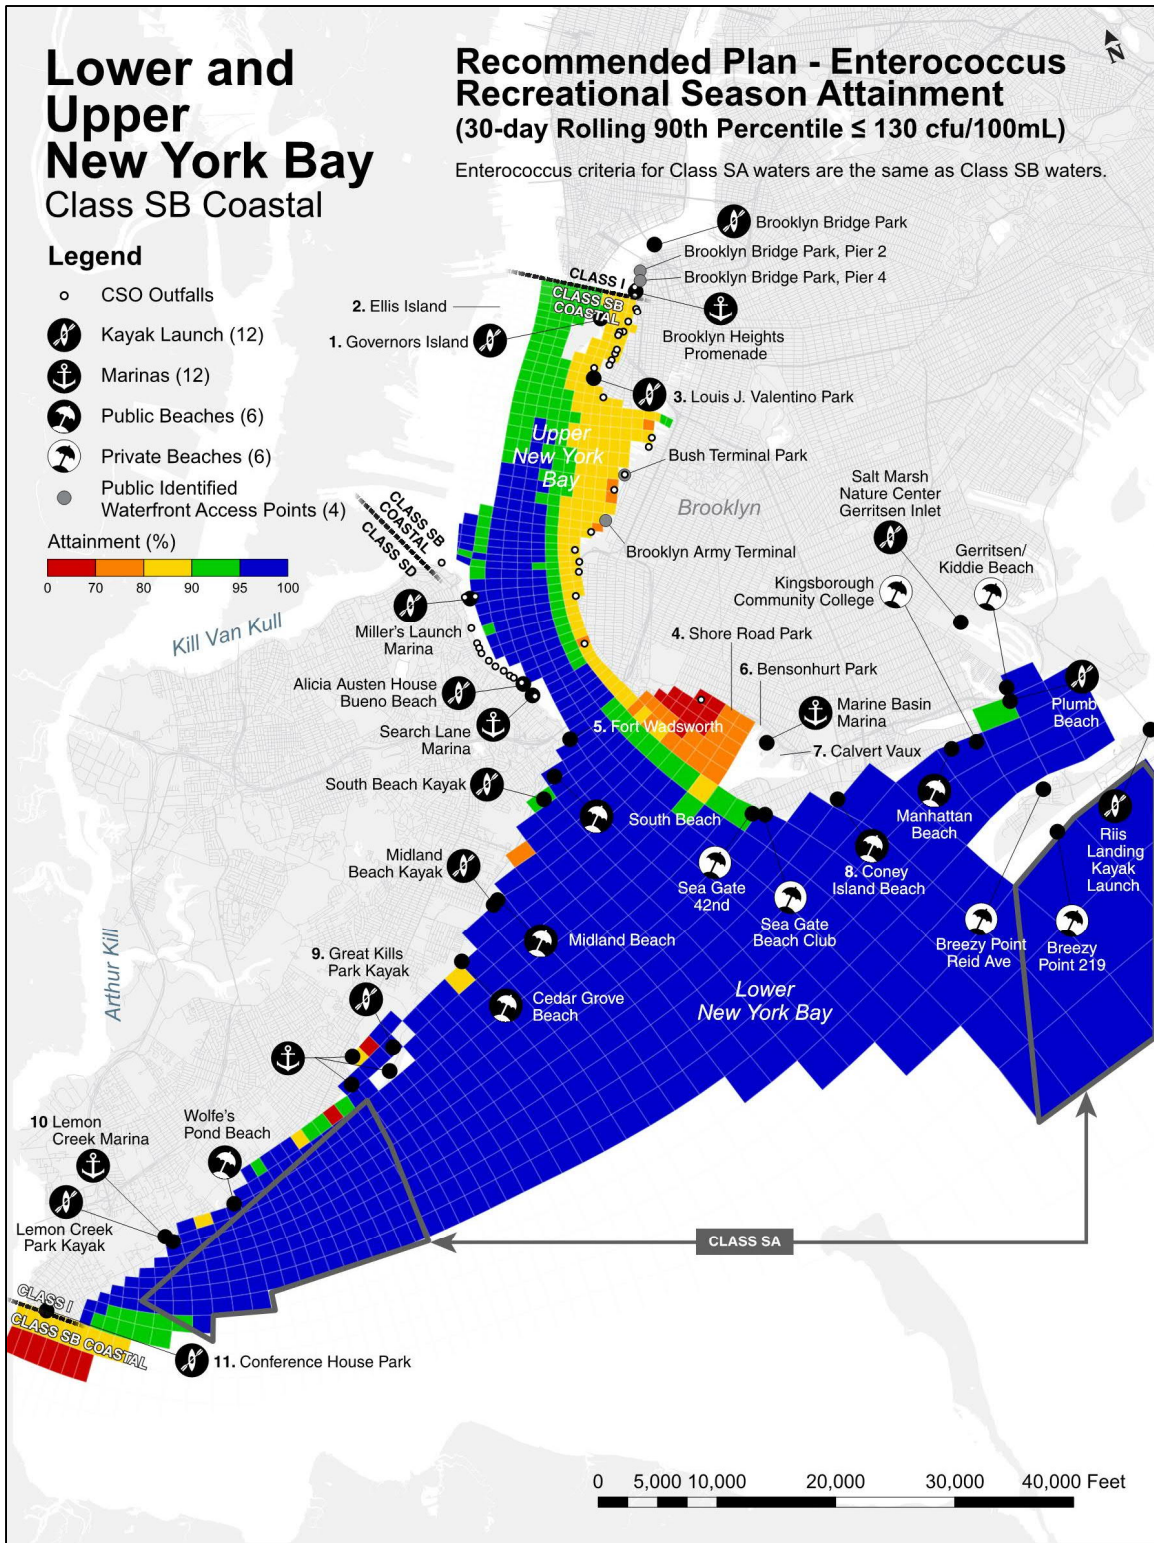 Lower and
Upper
New York Bay
Class SB Coastal
Recommended Plan - Enterococcus
Recreational Season Attainment
(30-day Rolling 90th Percentile ≤ 130 cfu/100mL)
Enterococcus criteria for Class SA waters are the same as Class SB waters.
N
Legend
CSO Outfalls
Kayak Launch (12)
Marinas (12)
Public Beaches (6)
Private Beaches (6)
Public Identified
Waterfront Access Points (4)
Attainment (%)
0 70 80 90 95 100
Brooklyn Bridge Park
Brooklyn Bridge Park, Pier 2
Brooklyn Bridge Park, Pier 4
CLASS I
CLASS SB
COASTAL
2. Ellis Island
1. Governors Island
Brooklyn Heights
Promenade
3. Louis J. Valentino Park
Upper
New York
Bay
Bush Terminal Park
Brooklyn
Salt Marsh
Nature Center
Gerritsen Inlet
CLASS SB
COASTAL
CLASS SD
Brooklyn Army Terminal
Gerritsen/
Kiddie Beach
Kingsborough
Community College
Kill Van Kull
Miller's Launch
Marina
4. Shore Road Park
6. Bensonhurt Park
Alicia Austen House
Bueno Beach
Marine Basin
Marina
Plumb
Beach
Search Lane
Marina
5. Fort Wadsworth
7. Calvert Vaux
South Beach Kayak
South Beach
Manhattan
Beach
Riis
Landing
Kayak
Launch
Midland
Beach Kayak
Sea Gate
42nd
8. Coney
Island Beach
Sea Gate
Beach Club
Breezy Point
Reid Ave
Breezy
Point 219
Arthur Kill
9. Great Kills
Park Kayak
Midland Beach
Cedar Grove
Beach
Lower
New York Bay
10 Lemon
Creek Marina
Wolfe's
Pond Beach
Lemon Creek
Park Kayak
CLASS SA
CLASS I
CLASS SB COASTAL
11. Conference House Park
0 5,000 10,000 20,000 30,000 40,000 Feet